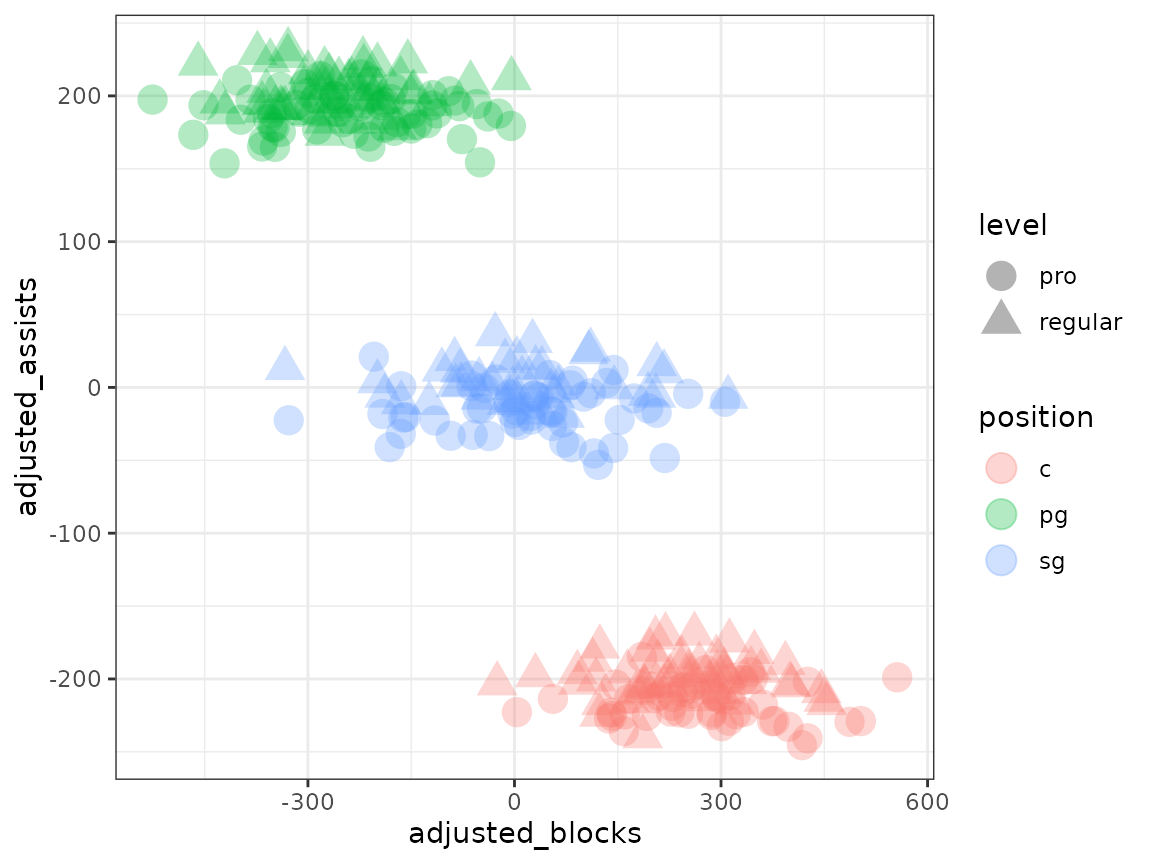 adjusted_assists
200
100
0
-100
-200
-300
0
300
600
adjusted_blocks
level
pro
regular
position
c
pg
sg